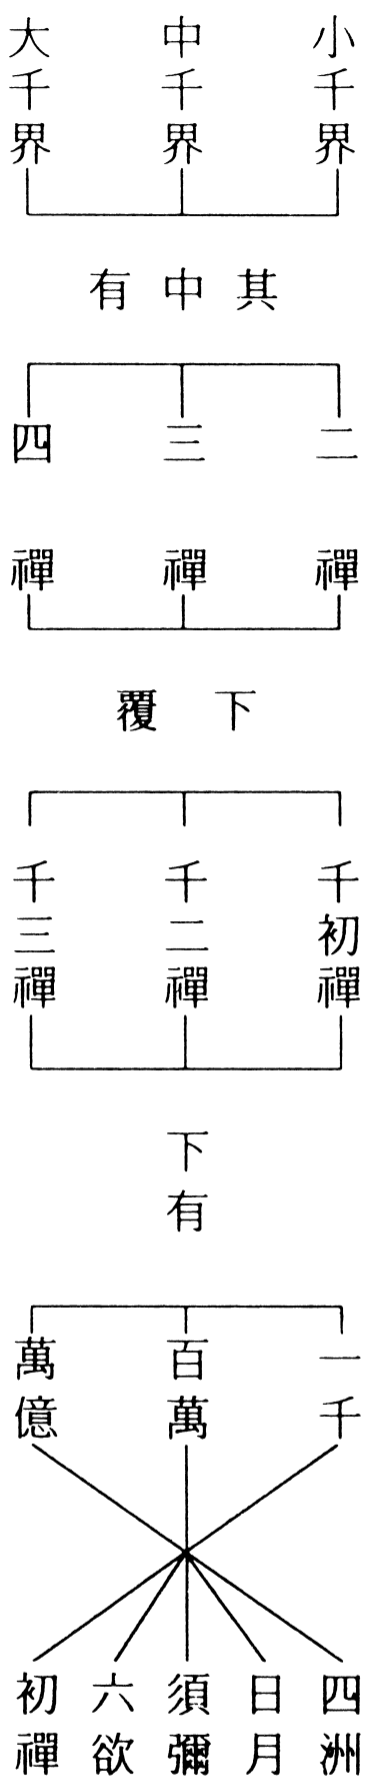 小千界
中千界
大千界
其中有
二禪
三禪
四禪
下覆
千初禪
千二禪
千三禪
下有
一千
百萬
萬億
四洲
日月
須彌
六欲
初禪